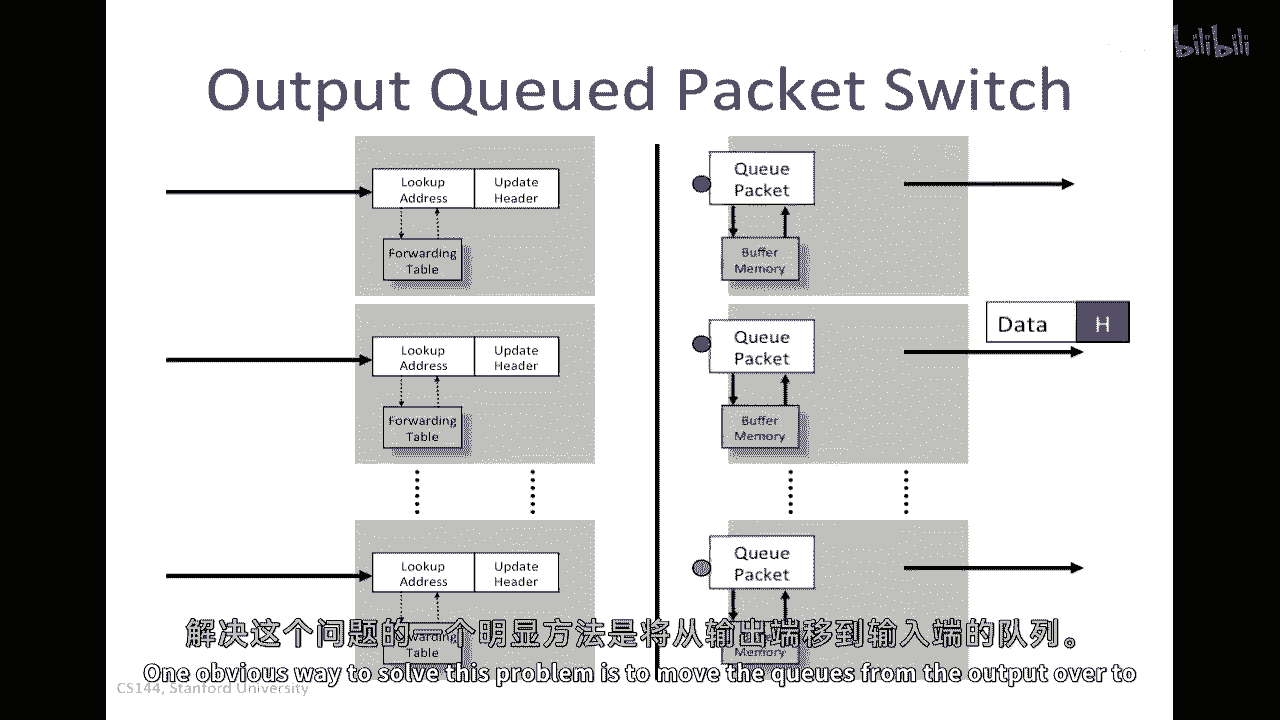 bilibili
Output Queued Packet Switch
Lookup Address
Update Header
Forwarding Table
Queue Packet
Buffer Memory
Lookup Address
Update Header
Forwarding Table
Queue Packet
Buffer Memory
Data H
Lookup Address
Update Header
Forwarding Table
Queue Packet
Memory
解决这个问题的一个明显方法是将从输出端移到输入端的队列。
One obvious way to solve this problem is to move the queues from the output over to
CS144, Stanford University